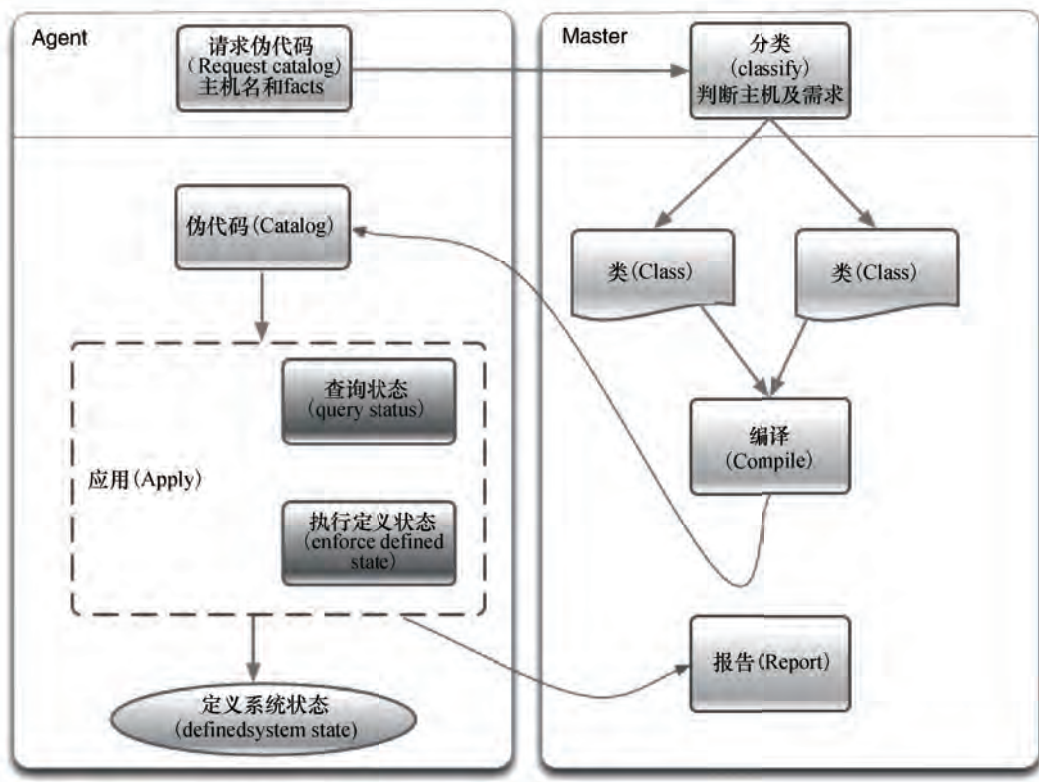 Agent
请求伪代码
(Request catalog)
主机名和facts
伪代码(Catalog)
应用(Apply)
查询状态
(query status)
执行定义状态
(enforce defined
state)
定义系统状态
(definedsystem state)
Master
分类
(classify)
判断主机及需求
类(Class)
类(Class)
编译
(Compile)
报告(Report)